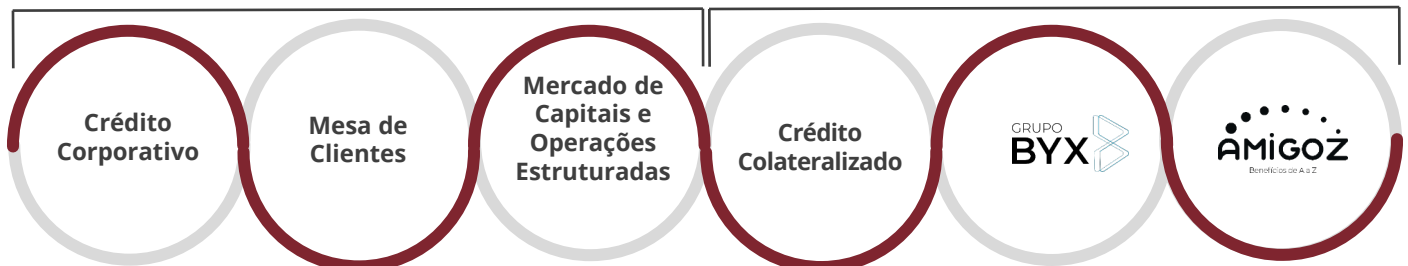 Crédito
Corporativo
Mesa de
Clientes
Mercado de
Capitais e
Operações
Estruturadas
Crédito
Colateralizado
GRUPO
BYX
AMiGOZ
Benefícios de A a Z